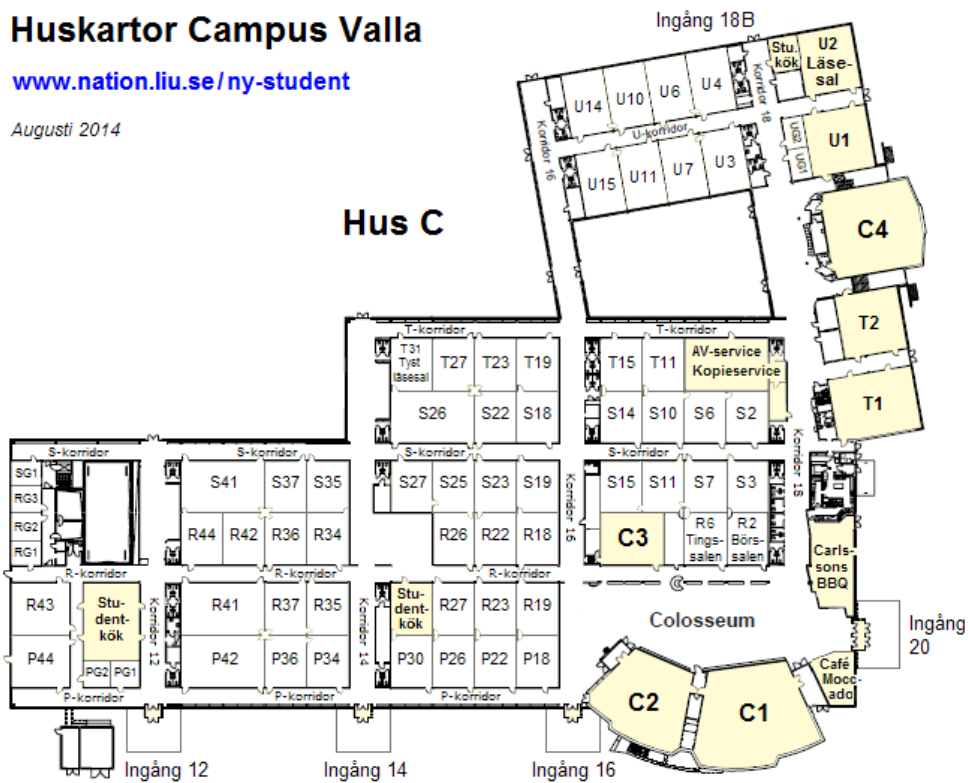 Huskartor Campus Valla
www.nation.liu.se/ny-student
Augusti 2014
Hus C
Ingång 18B
Stu.
kök
U2
Läse-
sal
U14
U10
U6
U4
Korridor 18
U-korridor
Korridor 16
UG2
UG1
U1
U15
U11
U7
U3
C4
T2
T1
T-korridor
T-korridor
T31
Tyst
läsesal
T27
T23
T19
T15
T11
AV-service
Kopieservice
S26
S22
S18
S14
S10
S6
S2
Korridor 18
S-korridor
S-korridor
S-korridor
S-korridor
SG1
RG3
RG2
RG1
S41
S37
S35
S27
S25
S23
S19
Korridor 16
S15
S11
S7
S3
R44
R42
R36
R34
R26
R22
R18
C3
R6
Tings-
salen
R2
Börs-
salen
Carls-
sons
BBQ
R-korridor
R-korridor
R-korridor
R43
Stu-
dent-
kök
Korridor 12
R41
R37
R35
Korridor 14
Stu-
dent-
kök
R27
R23
R19
Colosseum
Ingång
20
P44
PG2
PG1
P42
P36
P34
P30
P26
P22
P18
Café
Mocc-
ado
P-korridor
P-korridor
P-korridor
C2
C1
Ingång 12
Ingång 14
Ingång 16